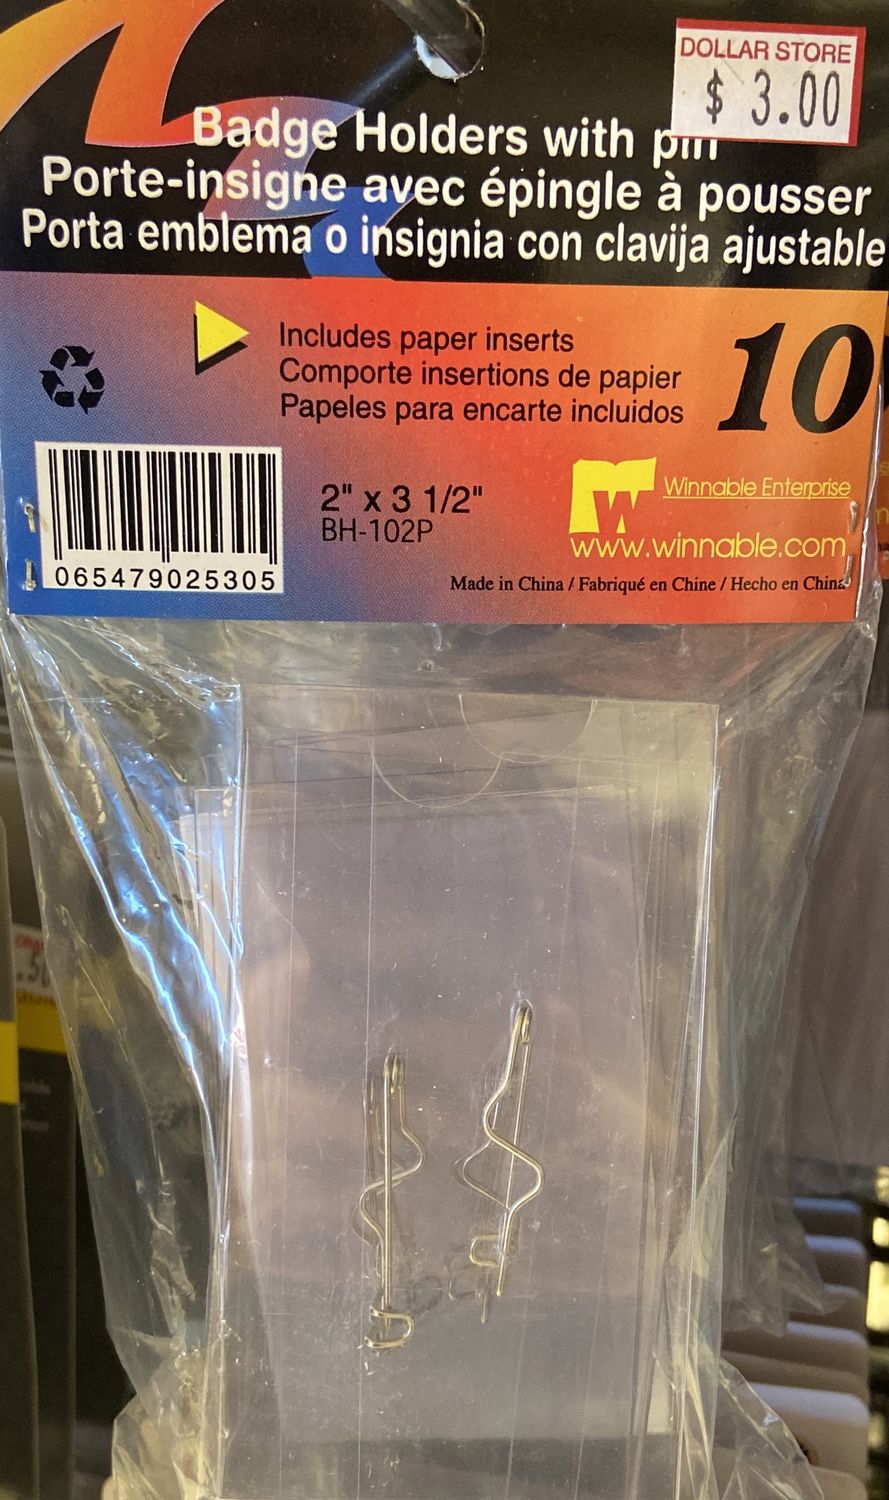 DOLLAR STORE
$ 3.00
Badge Holders with pin
Porte-insigne avec épingle à pousser
Porta emblema o insignia con clavija ajustable
Includes paper inserts
Comporte insertions de papier
Papeles para encarte incluidos
10
2" x 3 1/2"
BH-102P
Winnable Enterprise
www.winnable.com
065479025305
Made in China / Fabriqué en Chine / Hecho en China
.50